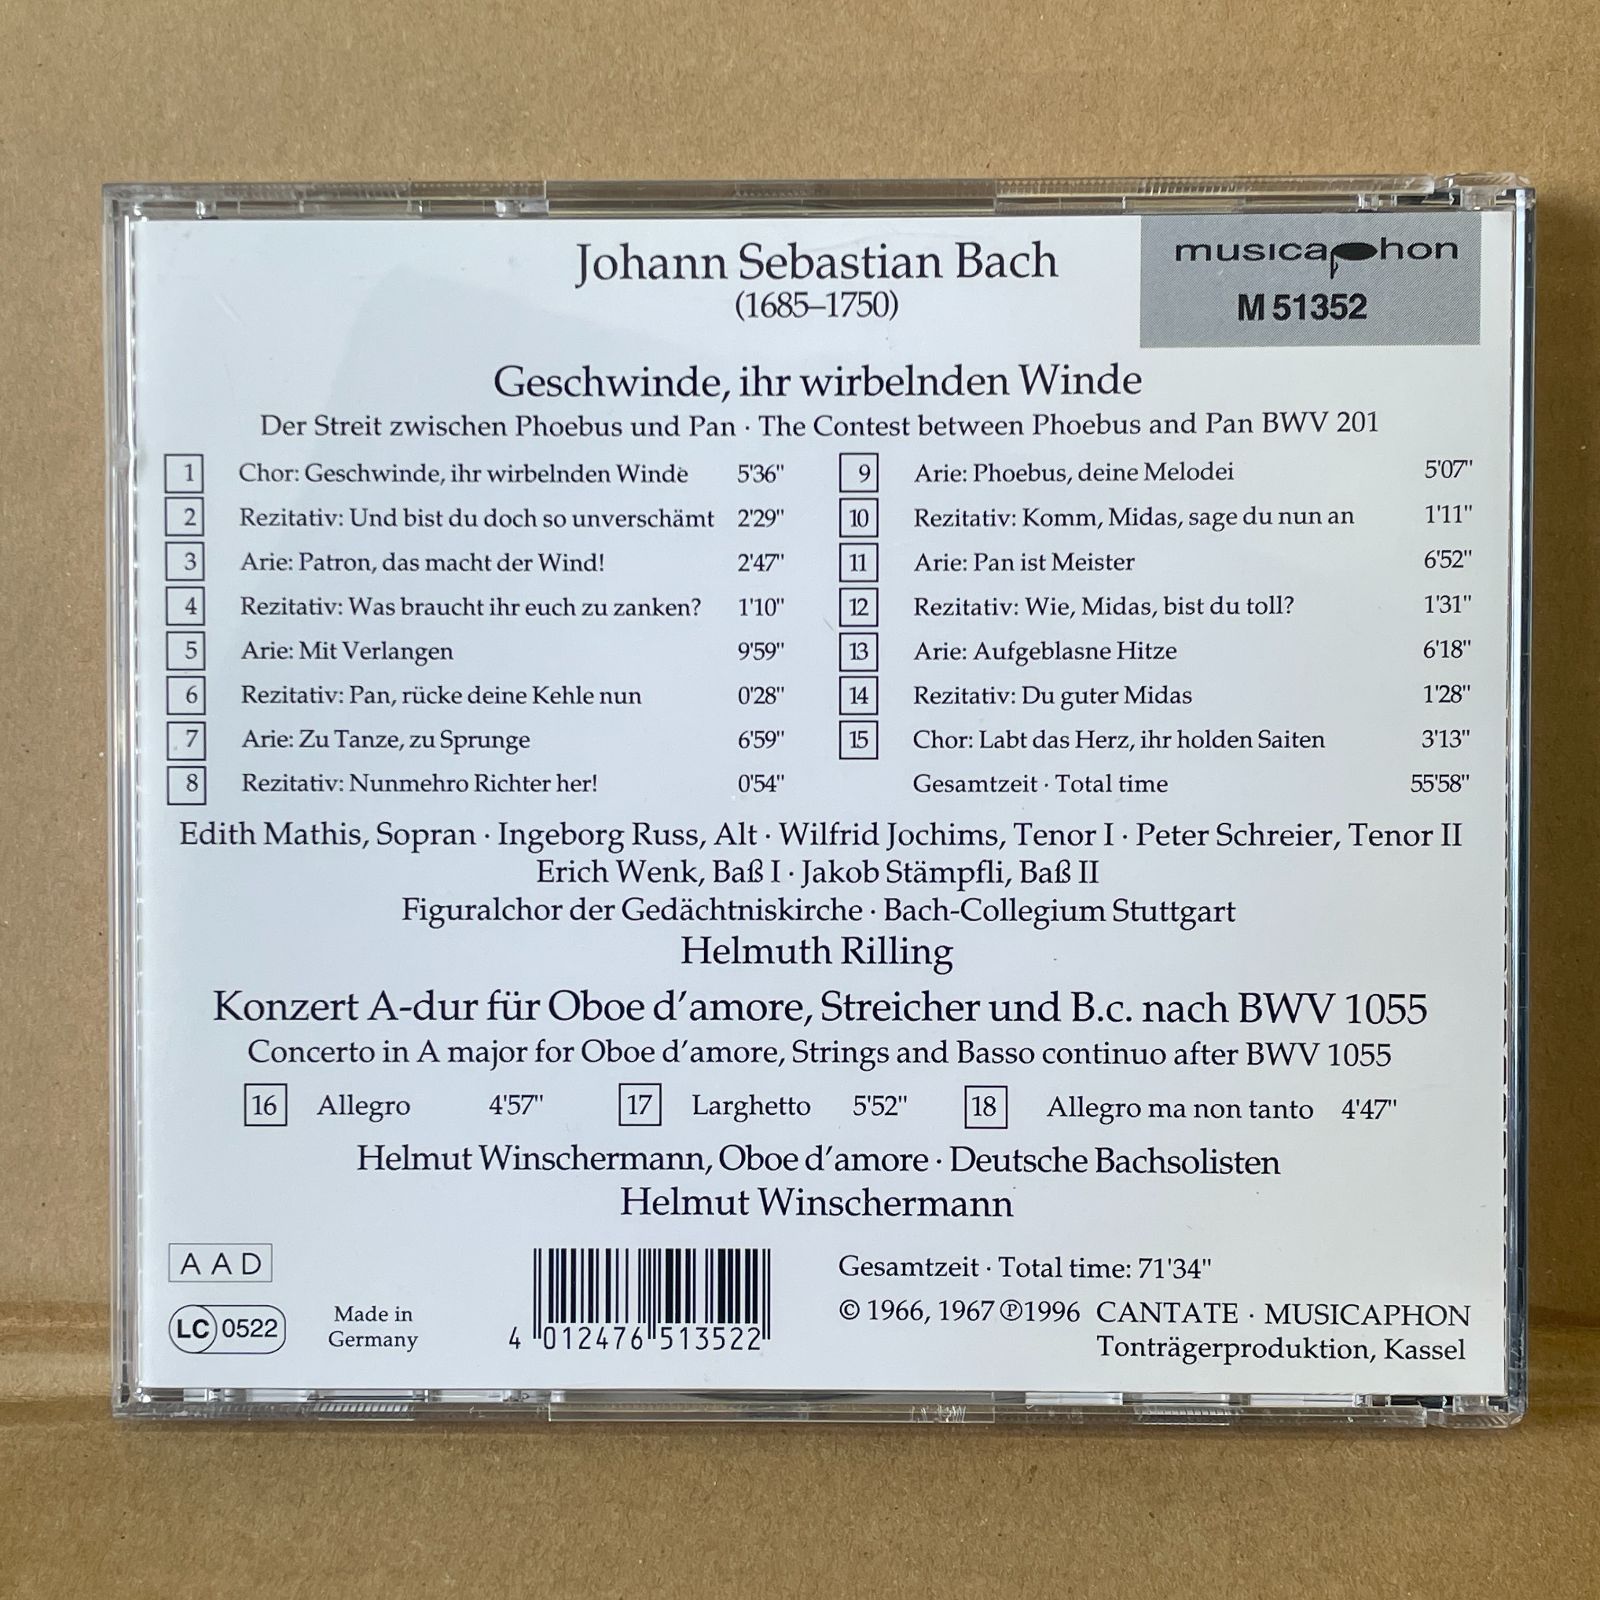 Johann Sebastian Bach
(1685–1750)
musicaphon
M 51352
Geschwinde, ihr wirbelnden Winde
Der Streit zwischen Phoebus und Pan · The Contest between Phoebus and Pan BWV 201
1 Chor: Geschwinde, ihr wirbelnden Winde 5'36"
2 Rezitativ: Und bist du doch so unverschämt 2'29"
3 Arie: Patron, das macht der Wind! 2'47"
4 Rezitativ: Was braucht ihr euch zu zanken? 1'10"
5 Arie: Mit Verlangen 9'59"
6 Rezitativ: Pan, rücke deine Kehle nun 0'28"
7 Arie: Zu Tanze, zu Sprunge 6'59"
8 Rezitativ: Nunmehro Richter her! 0'54"
9 Arie: Phoebus, deine Melodei 5'07"
10 Rezitativ: Komm, Midas, sage du nun an 1'11"
11 Arie: Pan ist Meister 6'52"
12 Rezitativ: Wie, Midas, bist du toll? 1'31"
13 Arie: Aufgeblasne Hitze 6'18"
14 Rezitativ: Du guter Midas 1'28"
15 Chor: Labt das Herz, ihr holden Saiten 3'13"
Gesamtzeit · Total time 55'58"
Edith Mathis, Sopran · Ingeborg Russ, Alt · Wilfrid Jochims, Tenor I · Peter Schreier, Tenor II
Erich Wenk, Baß I · Jakob Stämpfli, Baß II
Figuralchor der Gedächtniskirche · Bach-Collegium Stuttgart
Helmuth Rilling
Konzert A-dur für Oboe d'amore, Streicher und B.c. nach BWV 1055
Concerto in A major for Oboe d'amore, Strings and Basso continuo after BWV 1055
16 Allegro 4'57" 17 Larghetto 5'52" 18 Allegro ma non tanto 4'47"
Helmut Winschermann, Oboe d'amore · Deutsche Bachsolisten
Helmut Winschermann
AAD
LC 0522
Made in
Germany
4 012476 513522
Gesamtzeit · Total time: 71'34"
© 1966, 1967 ℗1996 CANTATE · MUSICAPHON
Tonträgerproduktion, Kassel